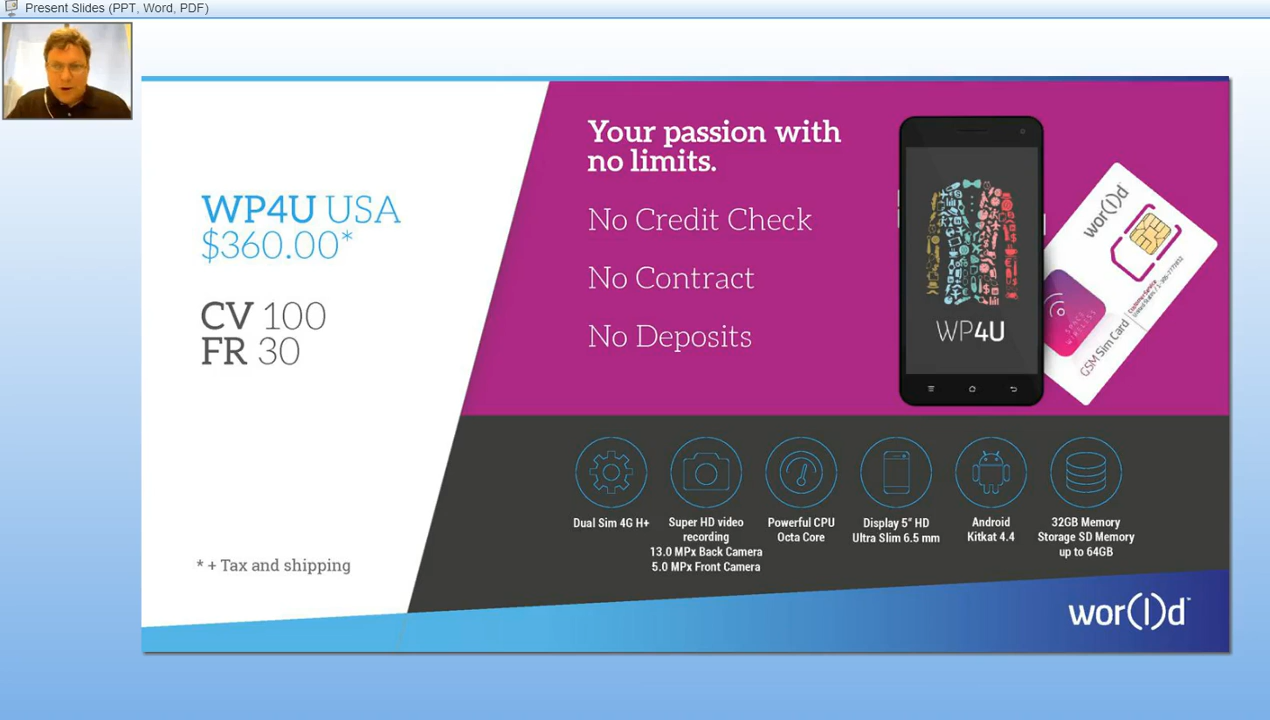 Present Slides (PPT, Word, PDF)
WP4U USA
$360.00*
CV 100
FR 30
* + Tax and shipping
Your passion with
no limits.
No Credit Check
No Contract
No Deposits
WP4U
wor(l)d
SPACE
WIRELESS
GSM Sim Card
Dual Sim 4G H+
Super HD video
recording
13.0 MPx Back Camera
5.0 MPx Front Camera
Powerful CPU
Octa Core
Display 5" HD
Ultra Slim 6.5 mm
Android
Kitkat 4.4
32GB Memory
Storage SD Memory
up to 64GB
wor(l)d™